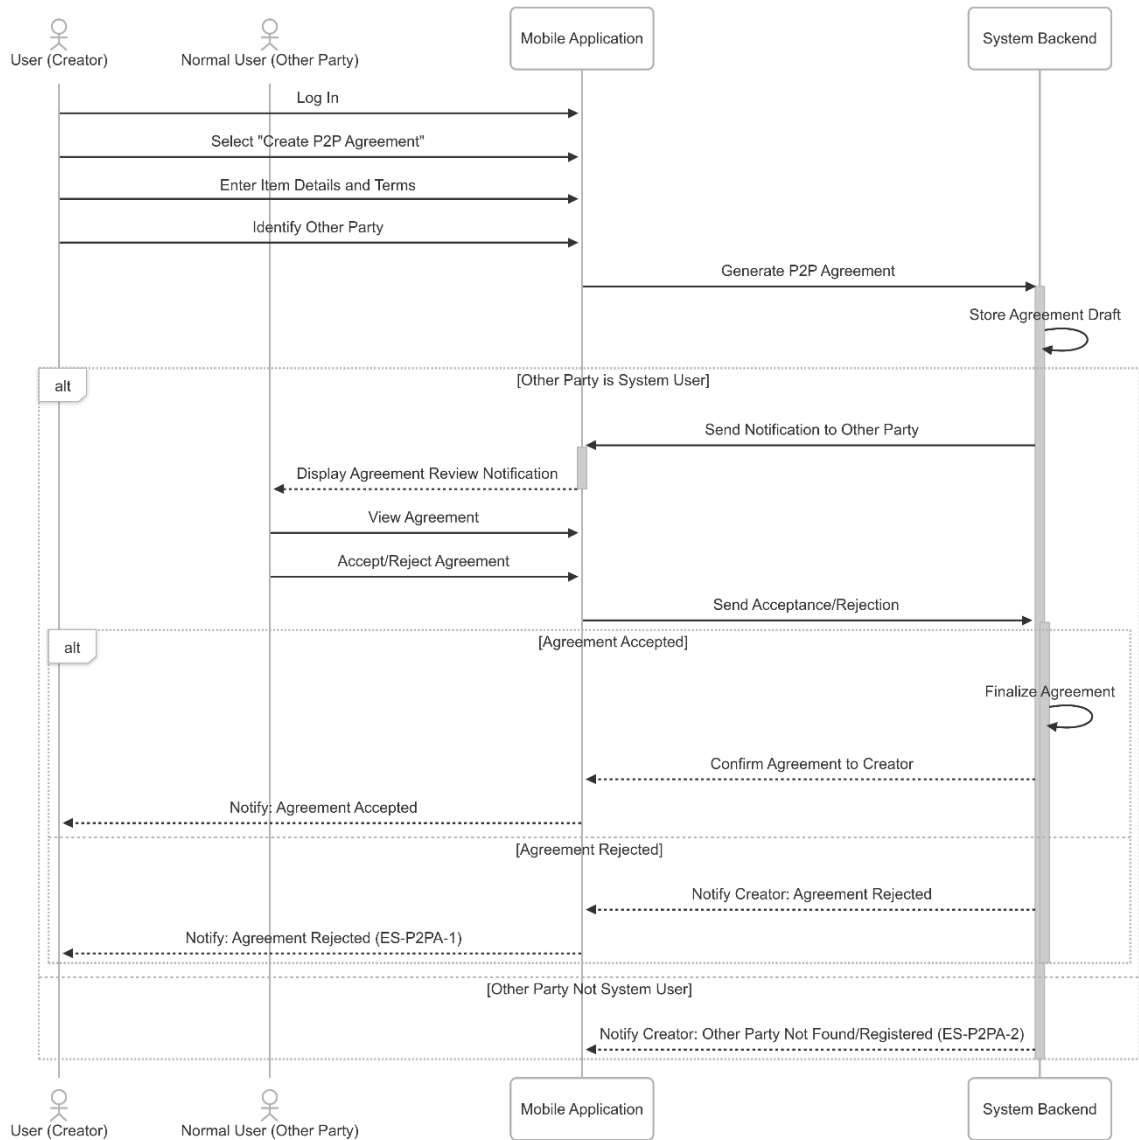 User (Creator)
Normal User (Other Party)
Mobile Application
System Backend
Log In
Select "Create P2P Agreement"
Enter Item Details and Terms
Identify Other Party
Generate P2P Agreement
Store Agreement Draft
alt
[Other Party is System User]
Send Notification to Other Party
Display Agreement Review Notification
View Agreement
Accept/Reject Agreement
Send Acceptance/Rejection
alt
[Agreement Accepted]
Finalize Agreement
Confirm Agreement to Creator
Notify: Agreement Accepted
[Agreement Rejected]
Notify Creator: Agreement Rejected
Notify: Agreement Rejected (ES-P2PA-1)
[Other Party Not System User]
Notify Creator: Other Party Not Found/Registered (ES-P2PA-2)
User (Creator)
Normal User (Other Party)
Mobile Application
System Backend